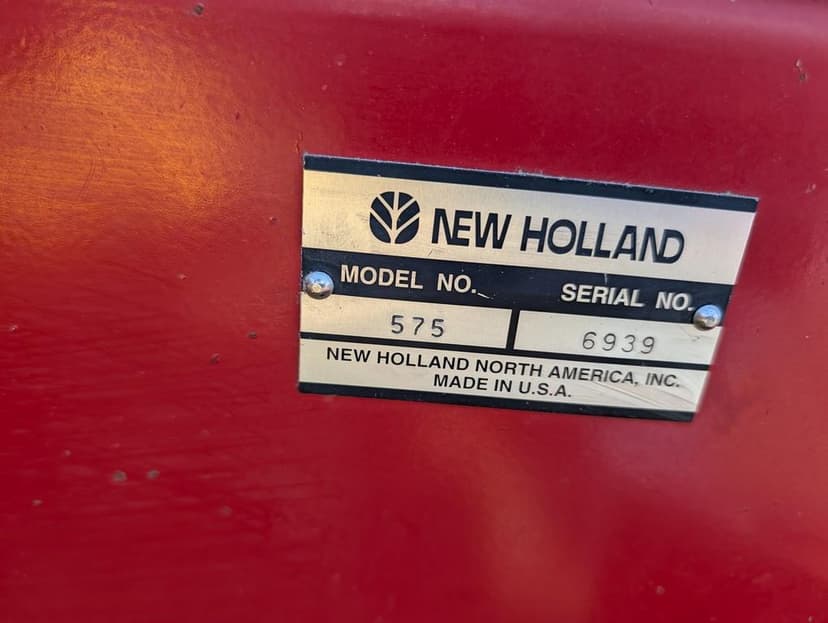 NEW HOLLAND
MODEL NO. SERIAL NO.
575 6939
NEW HOLLAND NORTH AMERICA, INC.
MADE IN U.S.A.